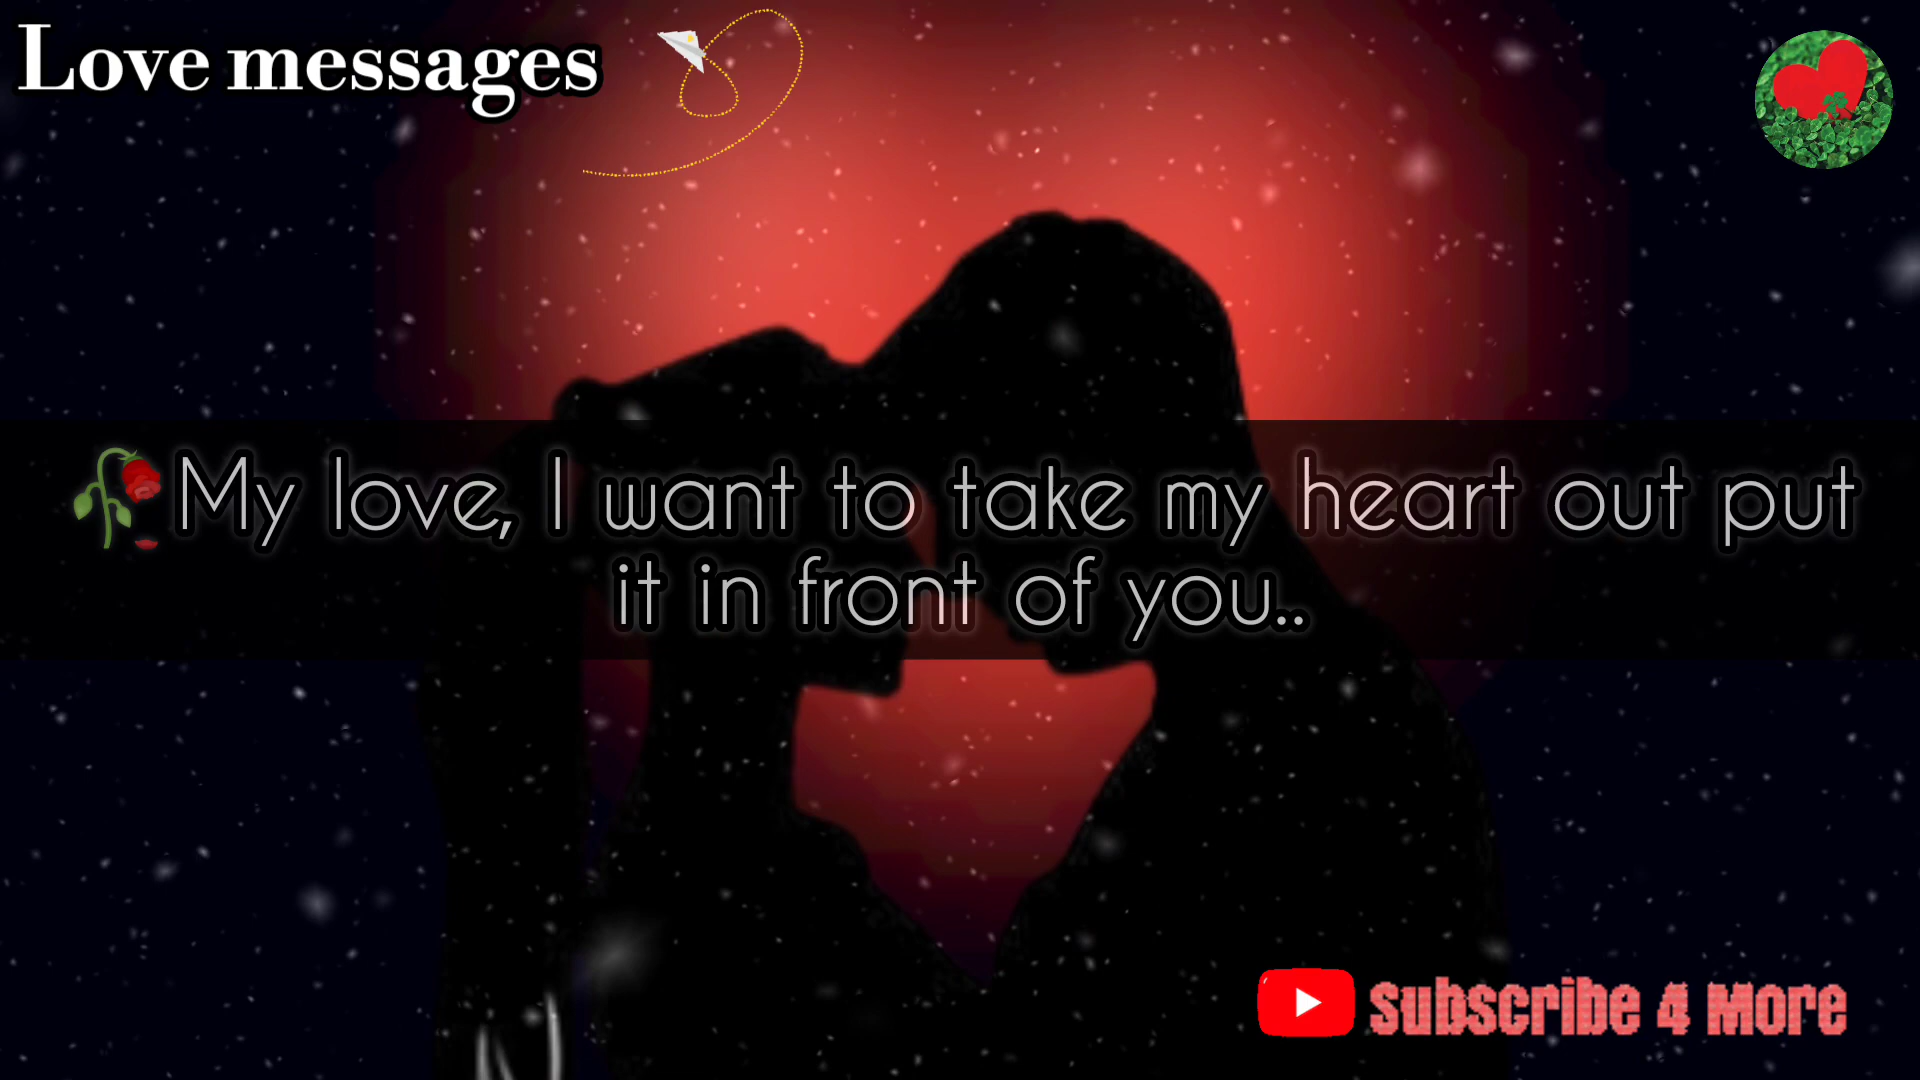 Love messages
🥀My love, I want to take my heart out put
it in front of you..
Subscribe 4 More